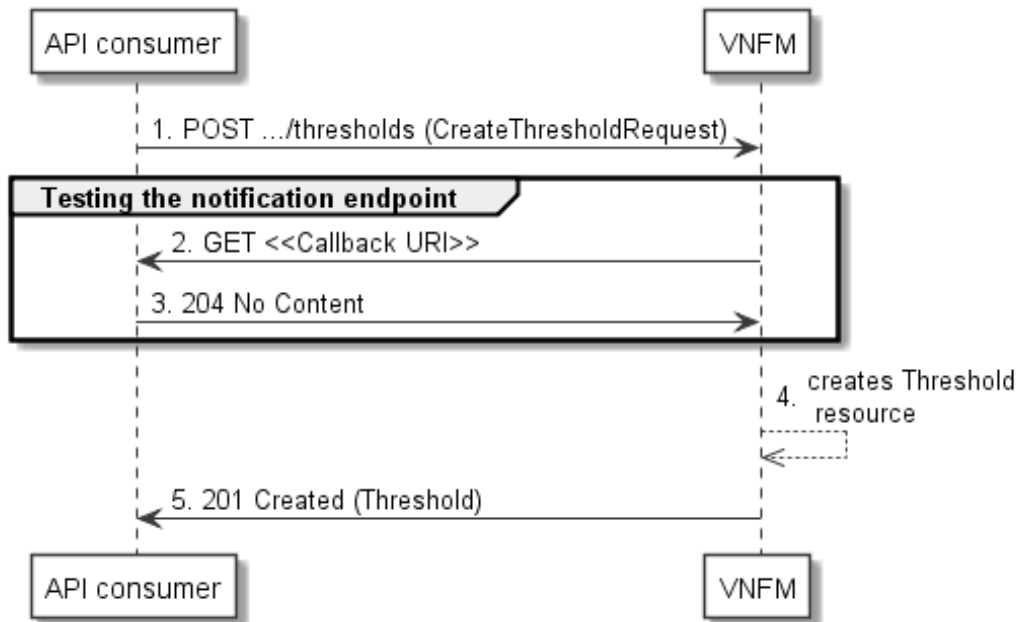 API consumer
VNFM
1. POST .../thresholds (CreateThresholdRequest)
Testing the notification endpoint
2. GET <<Callback URI>>
3. 204 No Content
4. creates Threshold
resource
5. 201 Created (Threshold)
API consumer
VNFM